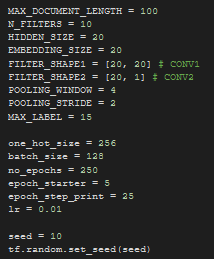 MAX_DOCUMENT_LENGTH = 100
N_FILTERS = 10
HIDDEN_SIZE = 20
EMBEDDING_SIZE = 20
FILTER_SHAPE1 = [20, 20] # CONV1
FILTER_SHAPE2 = [20, 1] # CONV2
POOLING_WINDOW = 4
POOLING_STRIDE = 2
MAX_LABEL = 15
one_hot_size = 256
batch_size = 128
no_epochs = 250
epoch_starter = 5
epoch_step_print = 25
lr = 0.01
seed = 10
tf.random.set_seed(seed)